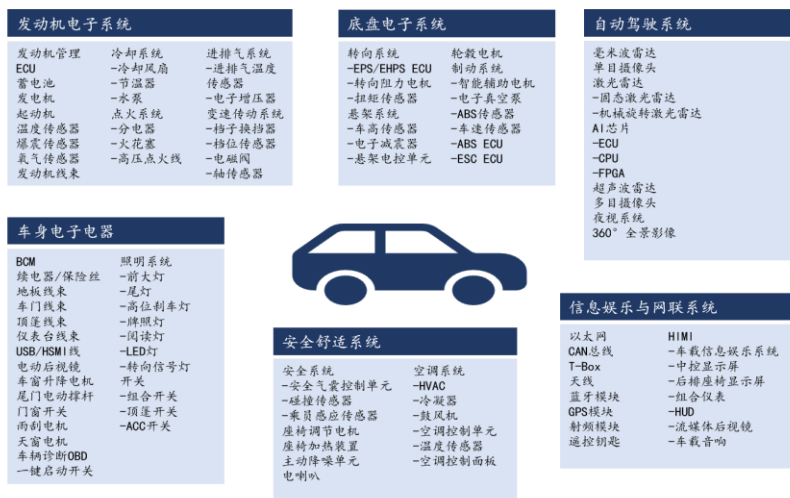 发动机电子系统
发动机管理
ECU
蓄电池
发电机
起动机
温度传感器
爆震传感器
氧气传感器
发动机线束
冷却系统
-冷却风扇
-节温器
-水泵
点火系统
-分电器
-火花塞
-高压点火线
进排气系统
-进排气温度
传感器
-电子增压器
变速传动系统
-档子换挡器
-档位传感器
-电磁阀
-轴传感器
底盘电子系统
转向系统
-EPS/EHPS ECU
-转向阻力电机
-扭矩传感器
悬架系统
-车高传感器
-电子减震器
-悬架电控单元
轮毂电机
制动系统
-智能辅助电机
-电子真空泵
-ABS传感器
-车速传感器
-ABS ECU
-ESC ECU
自动驾驶系统
毫米波雷达
单目摄像头
激光雷达
-固态激光雷达
-机械旋转激光雷达
AI芯片
-ECU
-CPU
-FPGA
超声波雷达
多目摄像头
夜视系统
360°全景影像
车身电子电器
BCM
续电器/保险丝
地板线束
车门线束
顶篷线束
仪表台线束
USB/HSMI线
电动后视镜
车窗升降电机
尾门电动撑杆
门窗开关
雨刮电机
天窗电机
车辆诊断OBD
一键启动开关
照明系统
-前大灯
-尾灯
-高位刹车灯
-牌照灯
-阅读灯
-LED灯
-转向信号灯
开关
-组合开关
-顶篷开关
-ACC开关
安全舒适系统
安全系统
-安全气囊控制单元
-碰撞传感器
-乘员感应传感器
座椅调节电机
座椅加热装置
主动降噪单元
电喇叭
空调系统
-HVAC
-冷凝器
-鼓风机
-空调控制单元
-温度传感器
-空调控制面板
信息娱乐与网联系统
以太网
CAN总线
T-Box
天线
蓝牙模块
GPS模块
射频模块
遥控钥匙
HIMI
-车载信息娱乐系统
-中控显示屏
-后排座椅显示屏
-组合仪表
-HUD
-流媒体后视镜
-车载音响